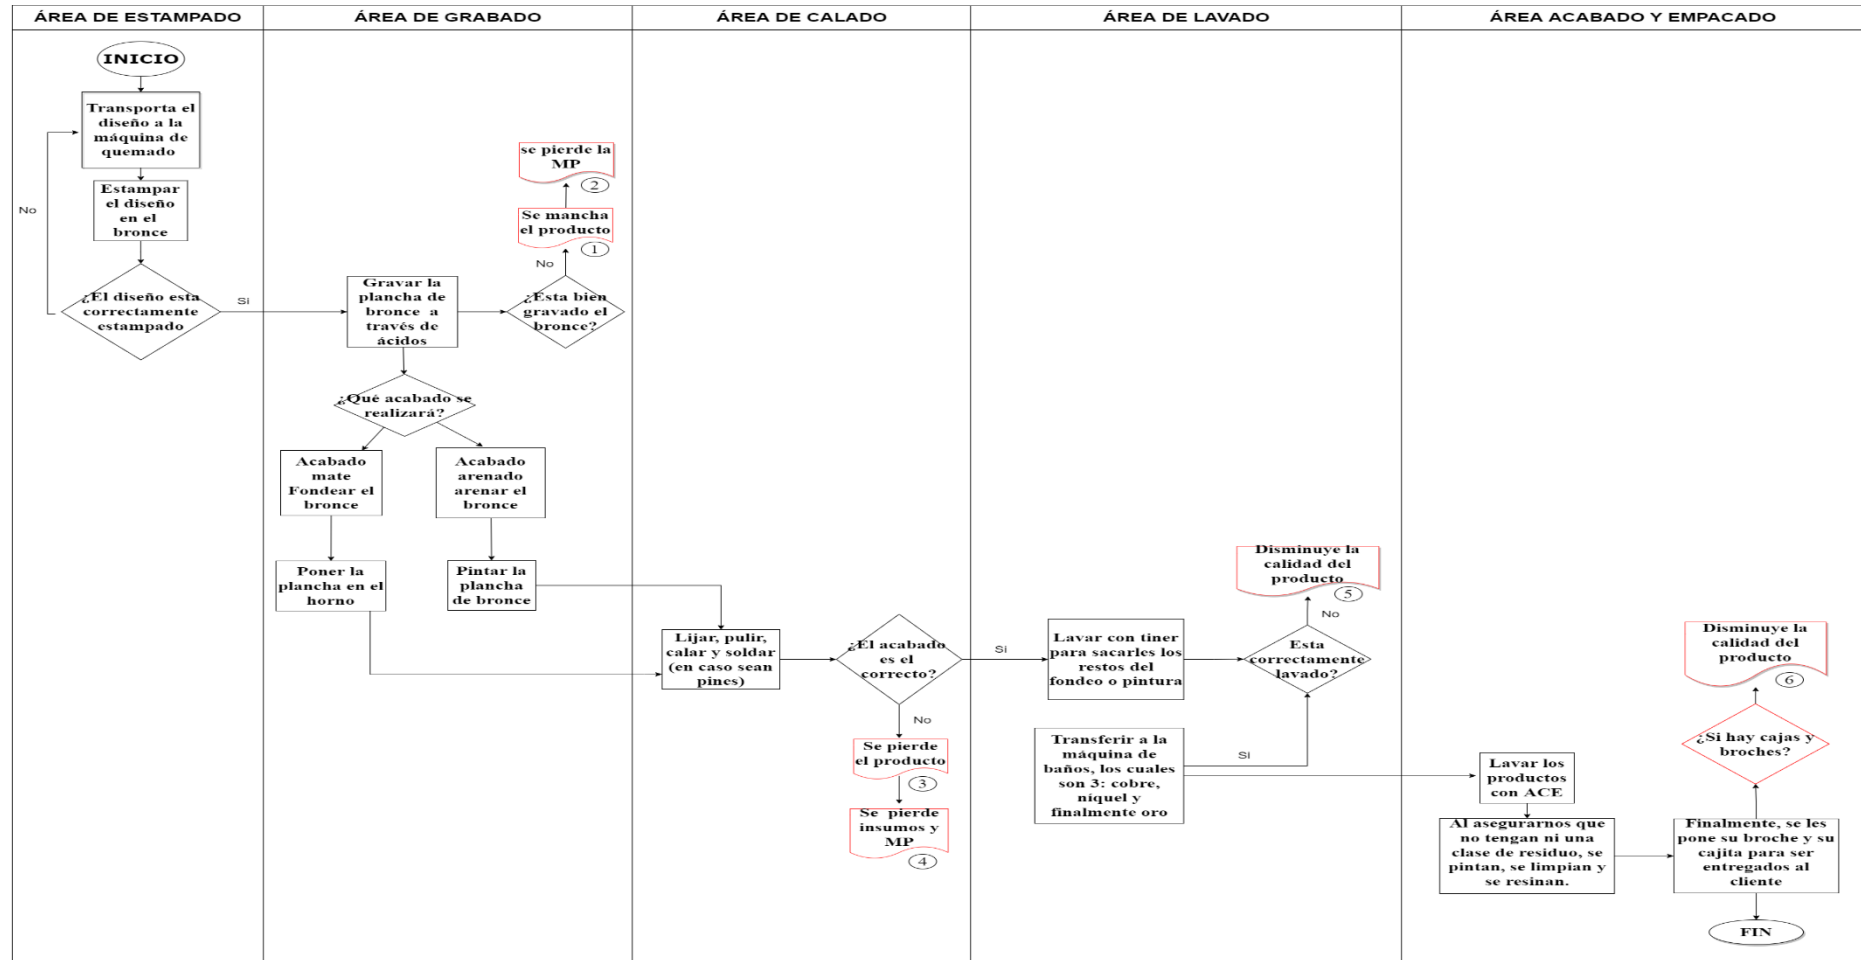 ÁREA DE ESTAMPADO
ÁREA DE GRABADO
ÁREA DE CALADO
ÁREA DE LAVADO
ÁREA ACABADO Y EMPACADO
INICIO
Transporta el
diseño a la
máquina de
quemado
Estampar
el diseño
en el
bronce
No
¿El diseño esta
correctamente
estampado
Si
se pierde la
MP
2
Se mancha
el producto
1
No
Gravar la
plancha de
bronce a
través de
ácidos
¿Esta bien
gravado el
bronce?
¿Qué acabado se
realizará?
Acabado
mate
Fondear el
bronce
Acabado
arenado
arenar el
bronce
Poner la
plancha en el
horno
Pintar la
plancha
de bronce
Lijar, pulir,
calar y soldar
(en caso sean
pines)
¿El acabado
es el
correcto?
Si
No
Se pierde
el producto
3
Se pierde
insumos y
MP
4
Disminuye la
calidad del
producto
5
No
Lavar con tiner
para sacarles los
restos del
fondeo o pintura
Esta
correctamente
lavado?
Transferir a la
máquina de
baños, los cuales
son 3: cobre,
níquel y
finalmente oro
Si
Disminuye la
calidad del
producto
6
¿Si hay cajas y
broches?
Lavar los
productos
con ACE
Al asegurarnos que
no tengan ni una
clase de residuo, se
pintan, se limpian y
se resinan.
Finalmente, se les
pone su broche y su
cajita para ser
entregados al
cliente
FIN